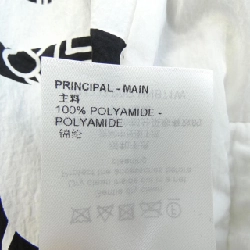 PRINCIPAL - MAIN
主料
100% POLYAMIDE -
POLYAMIDE
锦纶